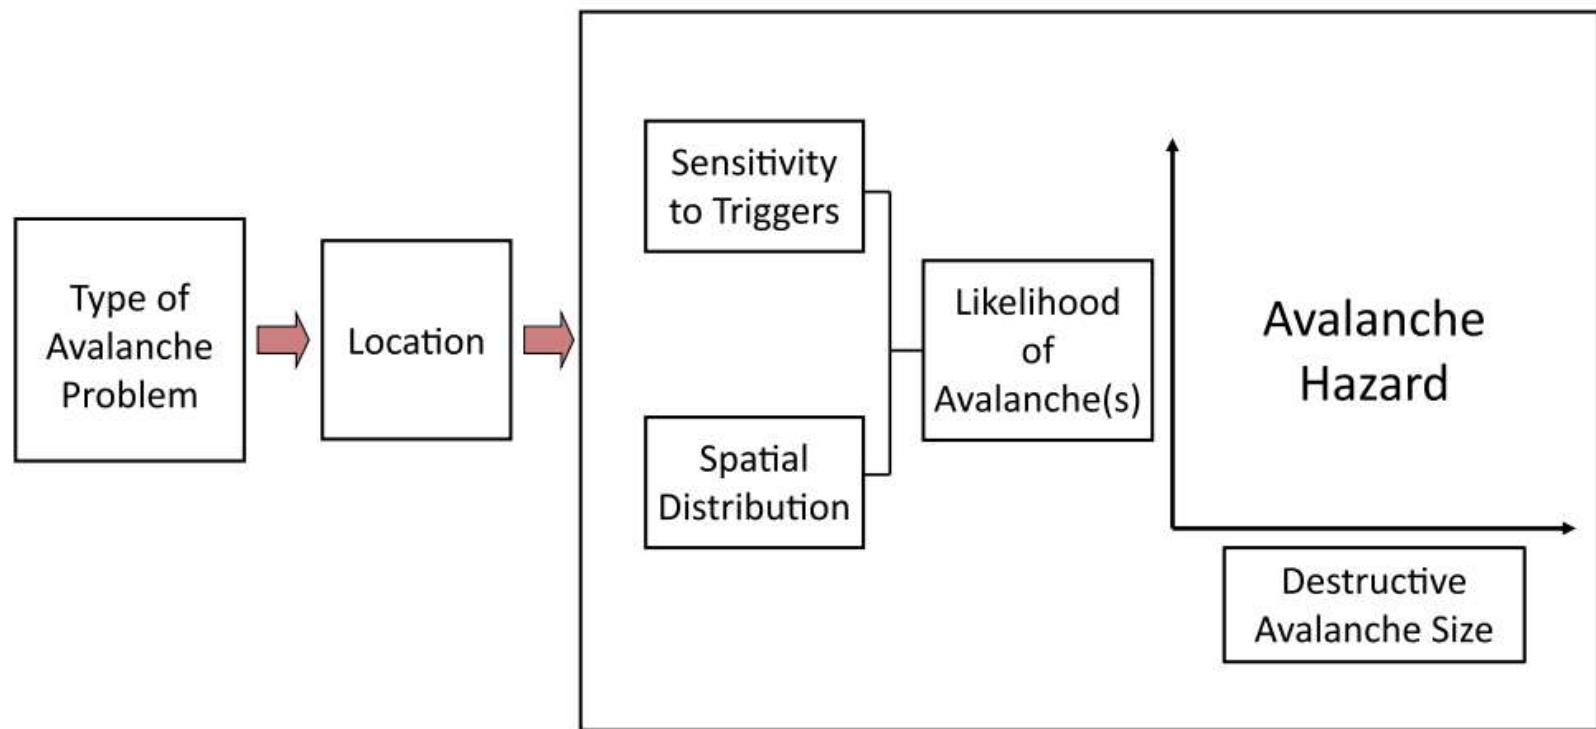 Type of
Avalanche
Problem
Location
Sensitivity
to Triggers
Spatial
Distribution
Likelihood
of
Avalanche(s)
Avalanche
Hazard
Destructive
Avalanche Size